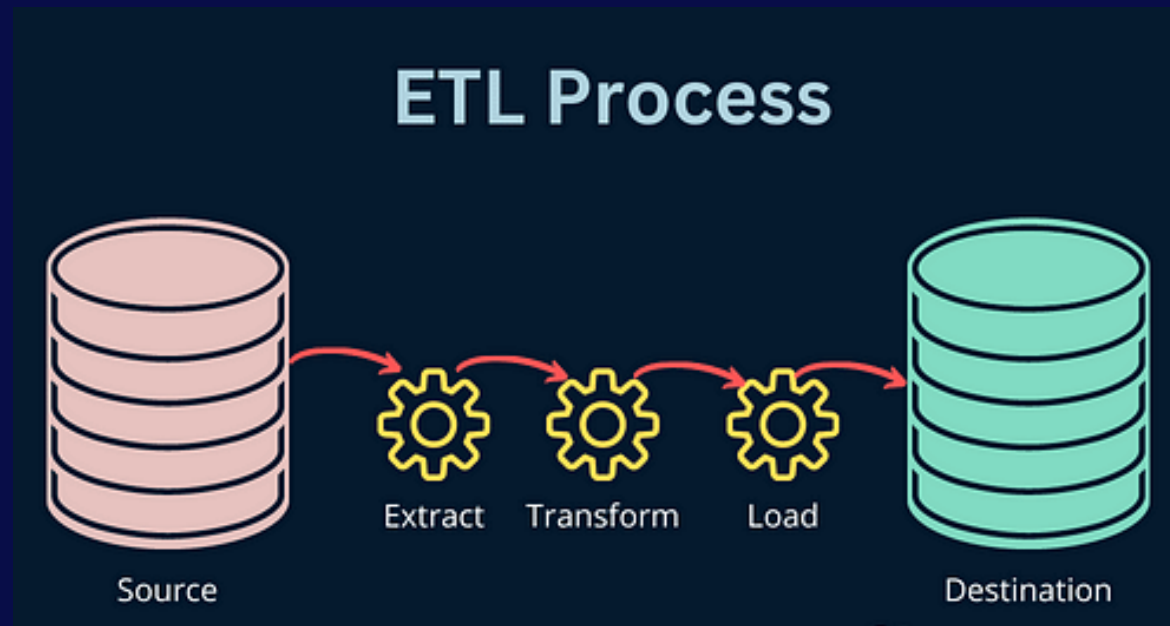 ETL Process
Extract
Transform
Load
Source
Destination